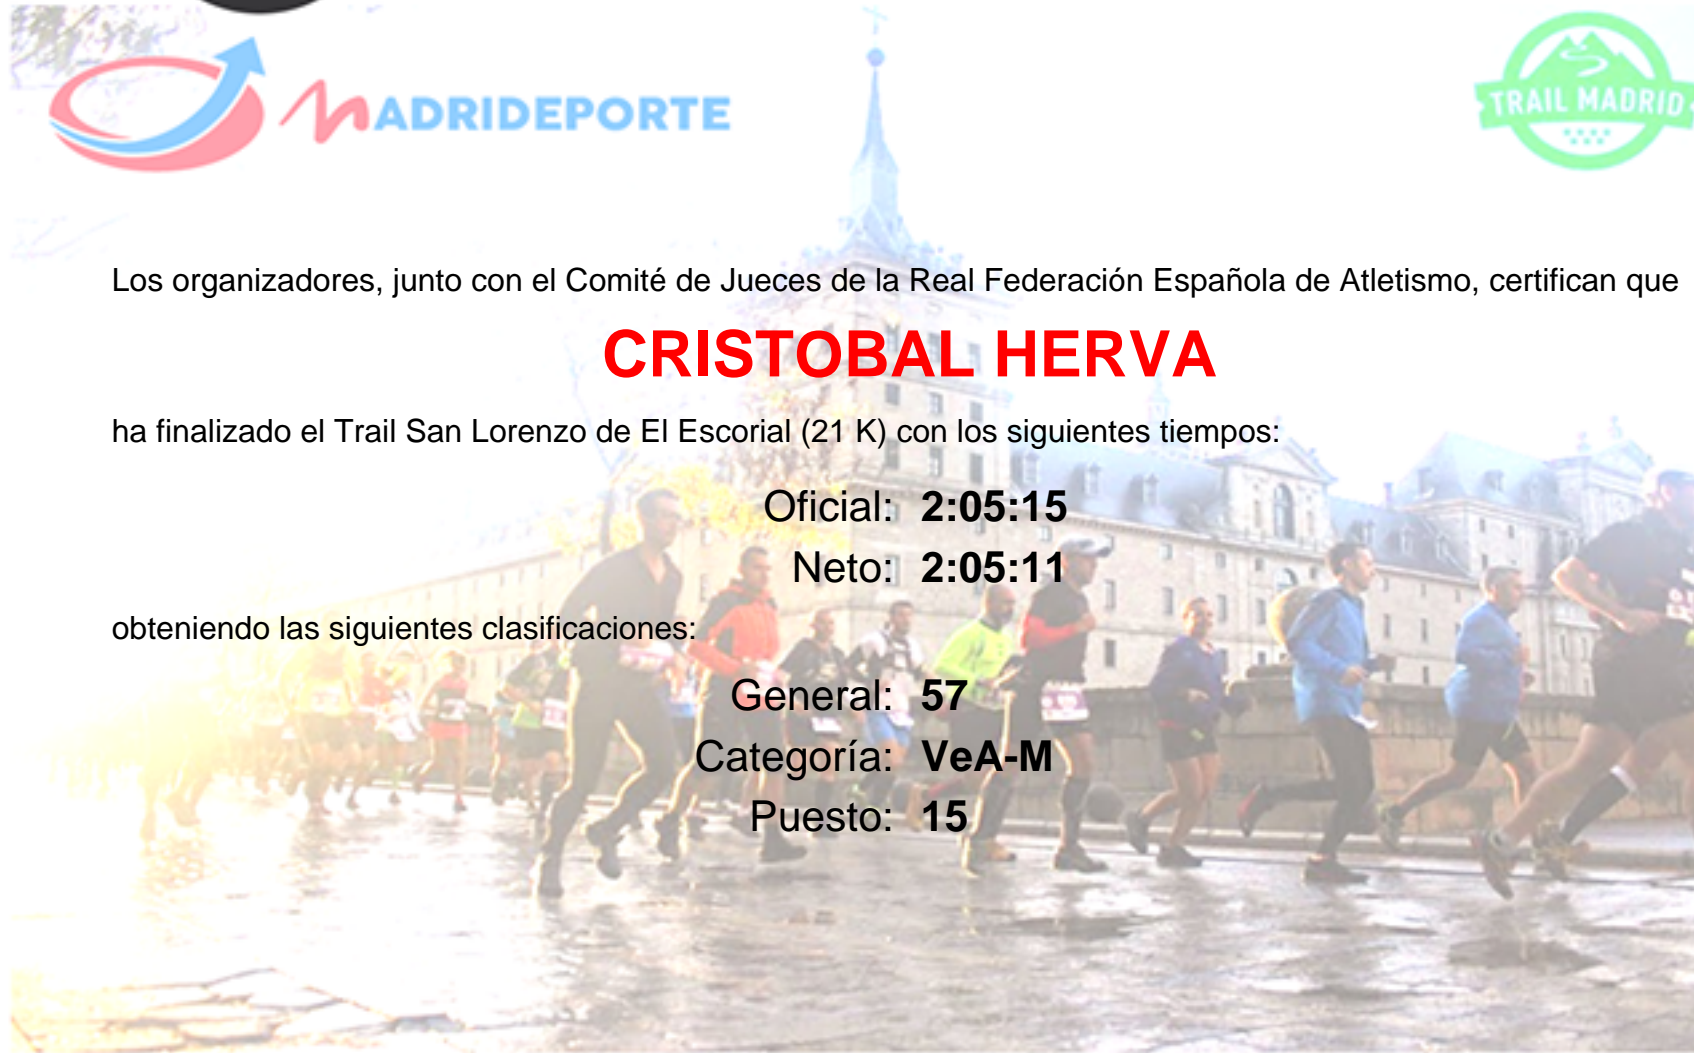 MADRIDEPORTE
TRAIL MADRID
Los organizadores, junto con el Comité de Jueces de la Real Federación Española de Atletismo, certifican que
CRISTOBAL HERVA
ha finalizado el Trail San Lorenzo de El Escorial (21 K) con los siguientes tiempos:
Oficial: 2:05:15
Neto: 2:05:11
obteniendo las siguientes clasificaciones:
General: 57
Categoría: VeA-M
Puesto: 15